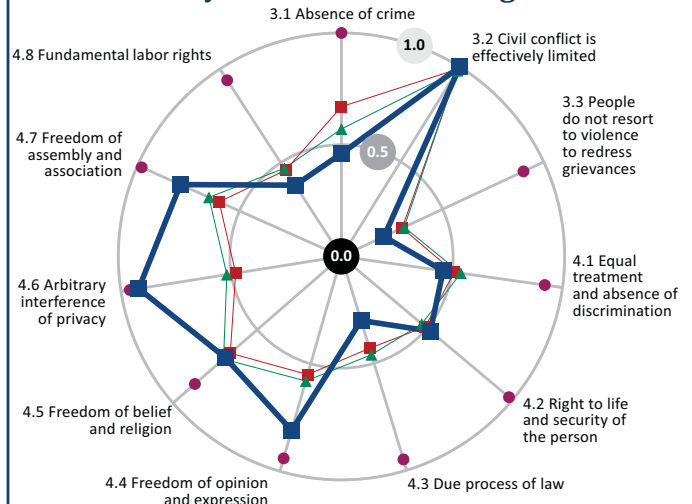 3.1 Absence of crime
1.0
3.2 Civil conflict is
effectively limited
4.8 Fundamental labor rights
3.3 People
do not resort
to violence
to redress
grievances
4.7 Freedom of
assembly and
association
0.5
0.0
4.1 Equal
treatment
and absence of
discrimination
4.6 Arbitrary
interference
of privacy
4.2 Right to life
and security of
the person
4.5 Freedom of belief
and religion
4.3 Due process of law
4.4 Freedom of opinion
and expression